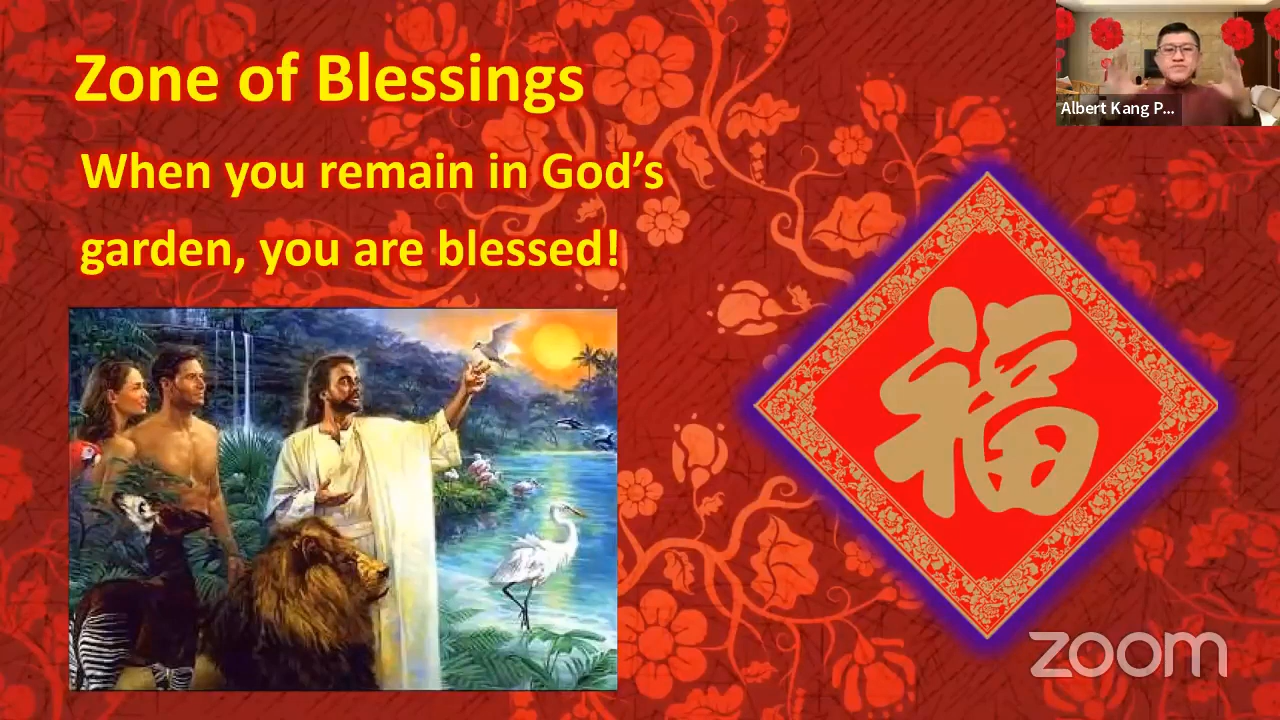 Zone of Blessings
When you remain in God’s
garden, you are blessed!
Albert Kang P...
福
zoom